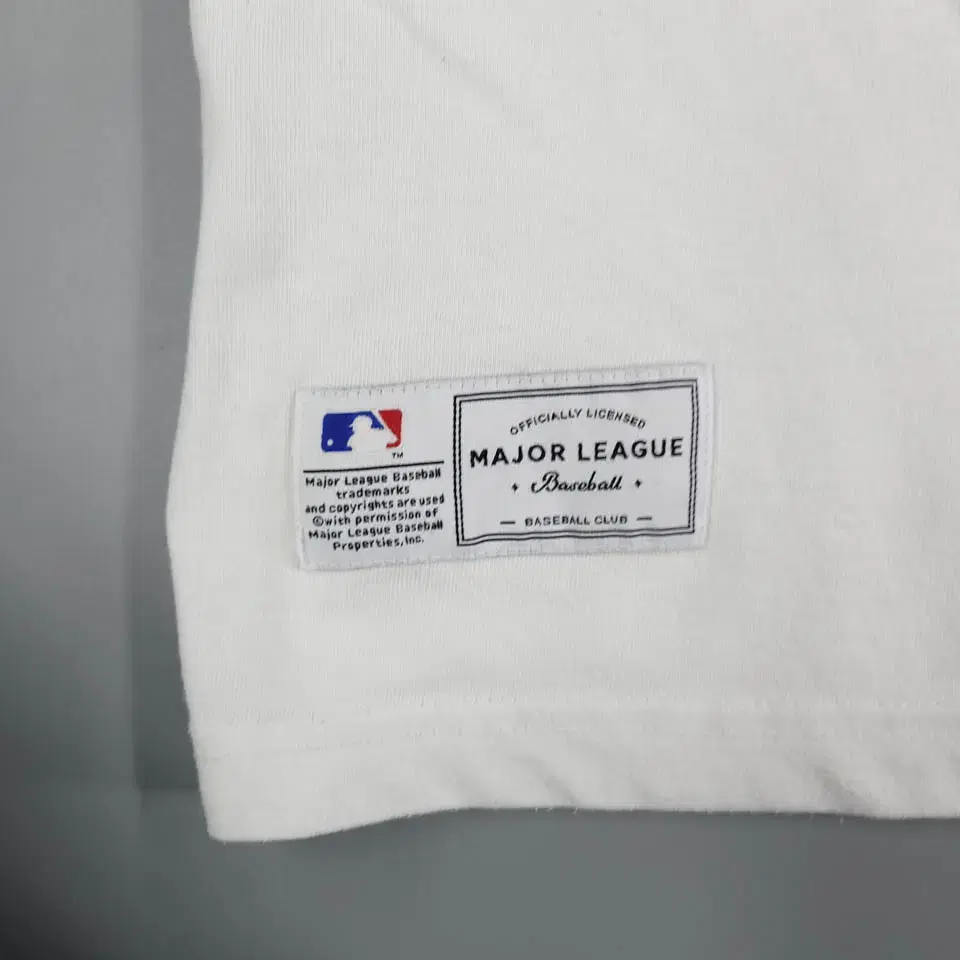 TM
Major League Baseball
trademarks
and copyrights are used
©with permission of
Major League Baseball
Properties,Inc.
OFFICIALLY LICENSED
MAJOR LEAGUE
Baseball
BASEBALL CLUB